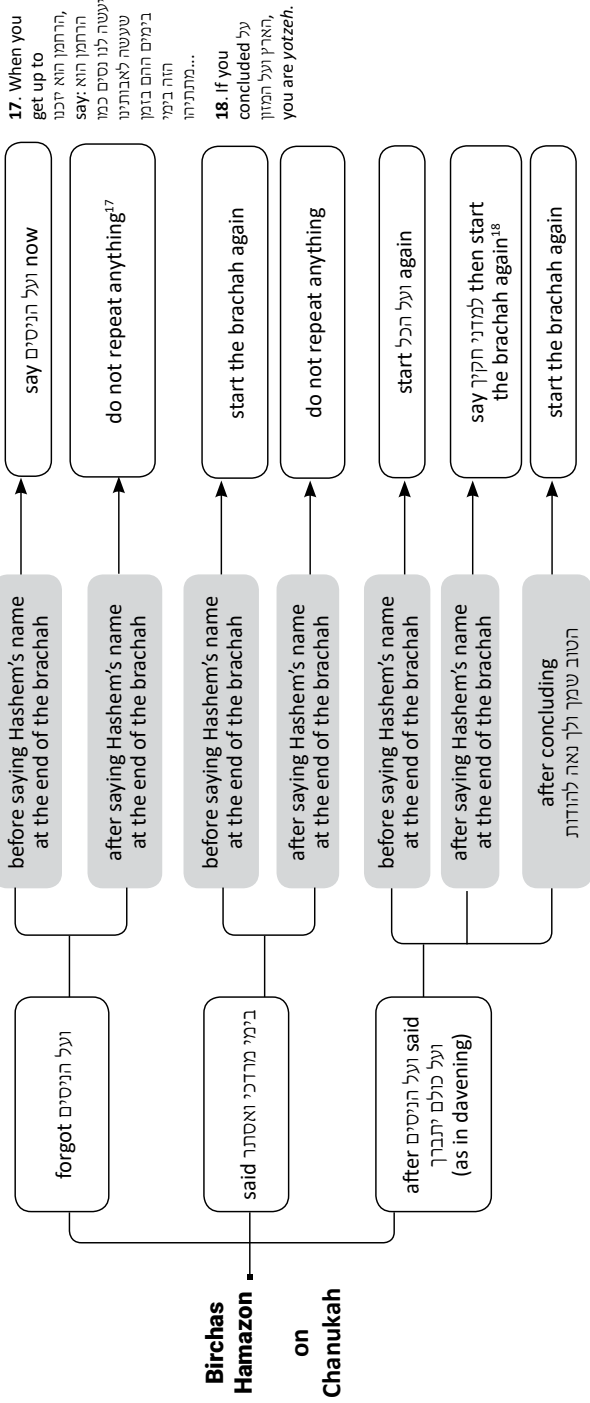 Birchas
Hamazon
on
Chanukah
forgot ועל הניסים
before saying Hashem's name
at the end of the brachah
say ועל הניסים now
after saying Hashem's name
at the end of the brachah
do not repeat anything17
said בימי מרדכי ואסתר
before saying Hashem's name
at the end of the brachah
start the brachah again
after saying Hashem's name
at the end of the brachah
do not repeat anything
after ועל הניסים said
ועל כולם יתברך
(as in davening)
before saying Hashem's name
at the end of the brachah
start ועל הכל again
after saying Hashem's name
at the end of the brachah
say למדני חקיך then start
the brachah again18
after concluding
הטוב שמך ולך נאה להודות
start the brachah again
17. When you
get up to
הרחמן הוא יזכנו,
say: הרחמן הוא
יעשה לנו נסים כמו
שעשה לאבותינו
בימים ההם בזמן
הזה בימי
מתתיהו...
18. If you
concluded על
הארץ ועל המזון,
you are yotzeh.